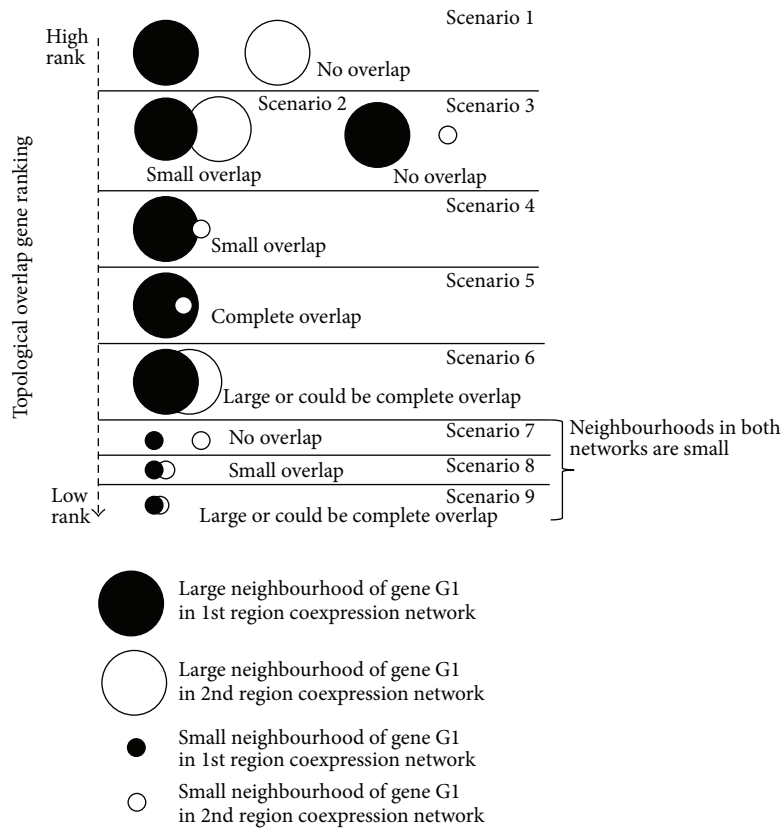 Topological overlap gene ranking
High
rank
Scenario 1
No overlap
Scenario 2
Small overlap
Scenario 3
No overlap
Scenario 4
Small overlap
Scenario 5
Complete overlap
Scenario 6
Large or could be complete overlap
Scenario 7
No overlap
Scenario 8
Small overlap
Low
rank
Scenario 9
Large or could be complete overlap
Neighbourhoods in both
networks are small
Large neighbourhood of gene G1
in 1st region coexpression network
Large neighbourhood of gene G1
in 2nd region coexpression network
Small neighbourhood of gene G1
in 1st region coexpression network
Small neighbourhood of gene G1
in 2nd region coexpression network